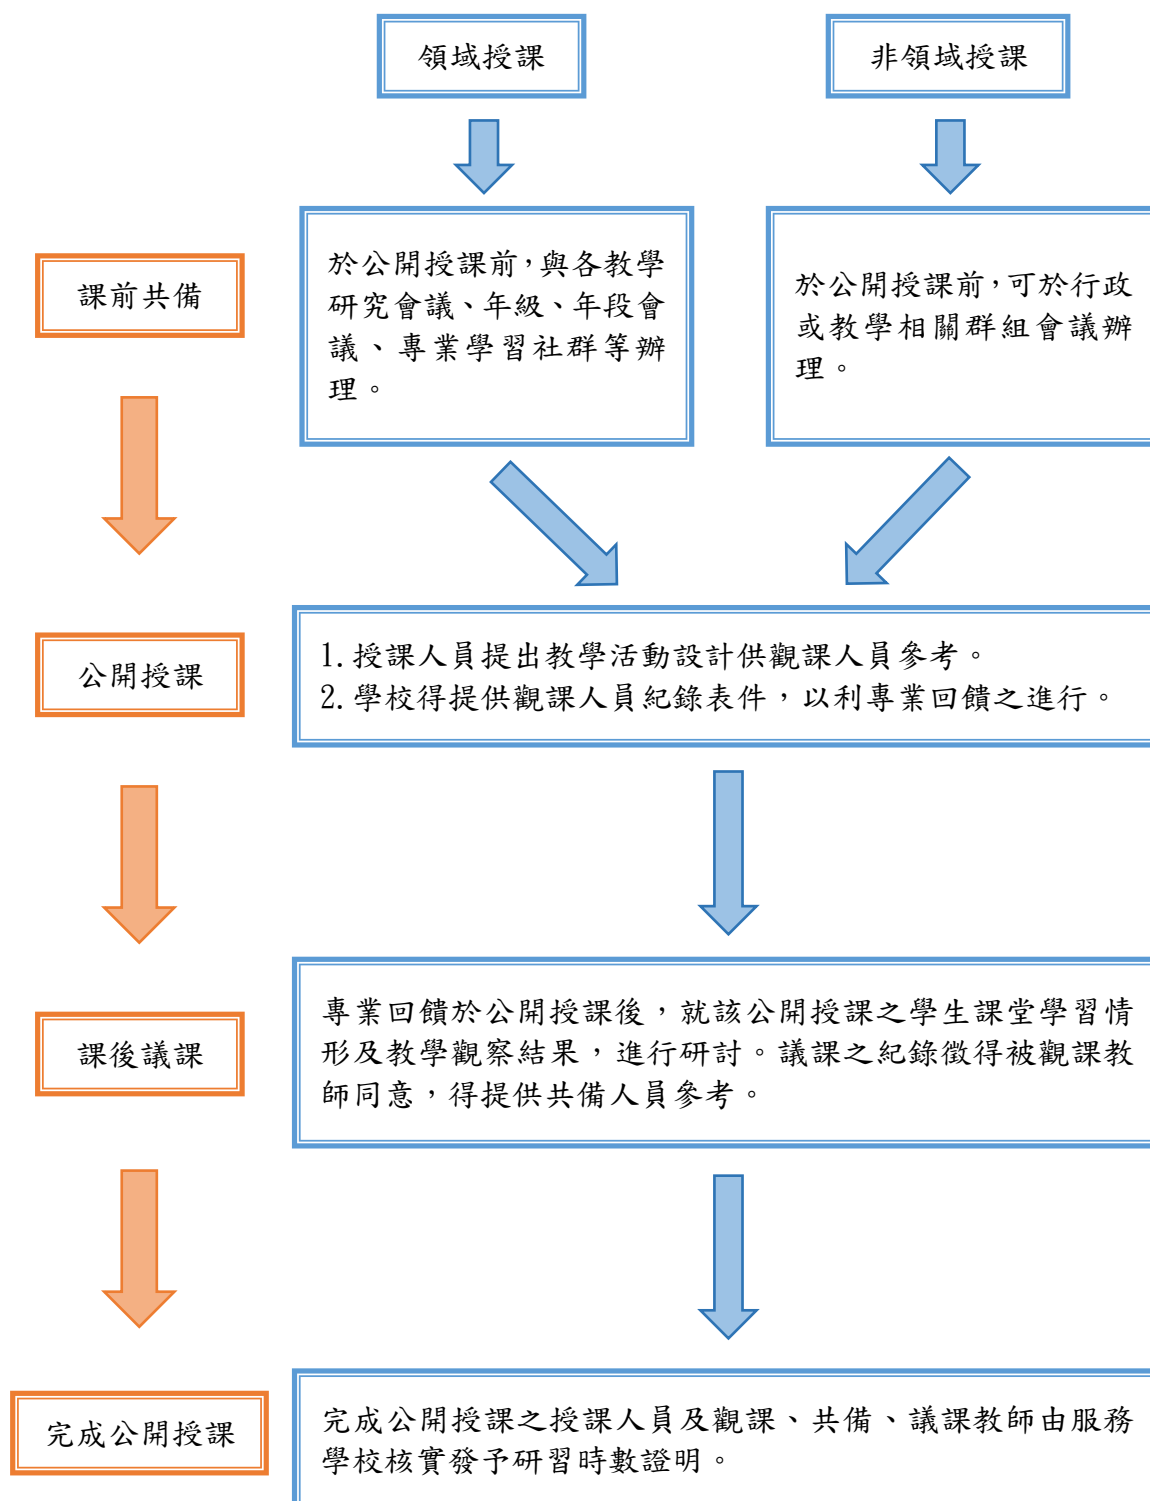 領域授課
非領域授課
課前共備
於公開授課前，與各教學
研究會議、年級、年段會
議、專業學習社群等辦
理。
於公開授課前，可於行政
或教學相關群組會議辦
理。
公開授課
1.授課人員提出教學活動設計供觀課人員參考。
2.學校得提供觀課人員紀錄表件，以利專業回饋之進行。
課後議課
專業回饋於公開授課後，就該公開授課之學生課堂學習情
形及教學觀察結果，進行研討。議課之紀錄徵得被觀課教
師同意，得提供共備人員參考。
完成公開授課
完成公開授課之授課人員及觀課、共備、議課教師由服務
學校核實發予研習時數證明。